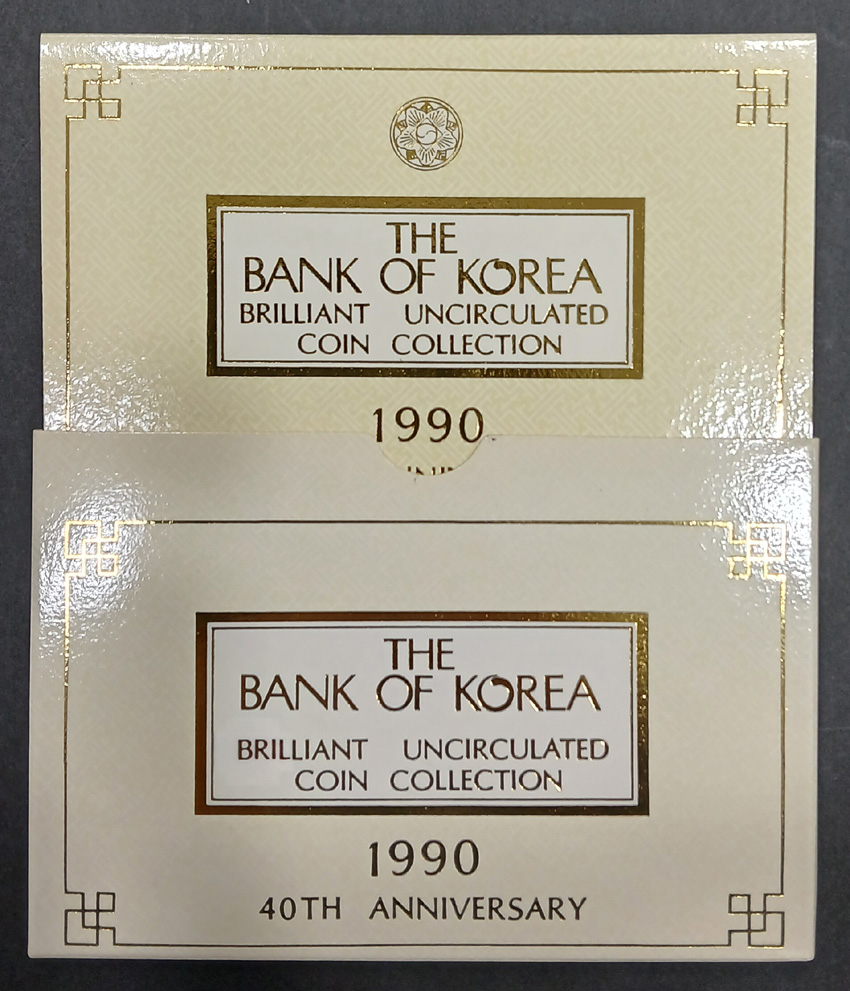 THE
BANK OF KOREA
BRILLIANT UNCIRCULATED
COIN COLLECTION
1990
THE
BANK OF KOREA
BRILLIANT UNCIRCULATED
COIN COLLECTION
1990
40TH ANNIVERSARY